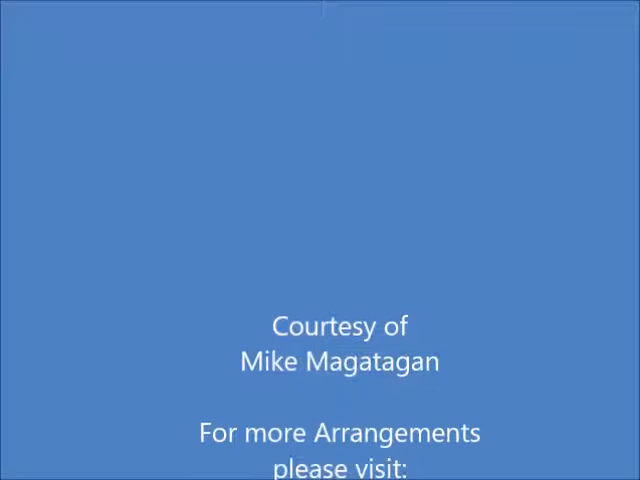 Courtesy of
Mike Magatagan
For more Arrangements
please visit: